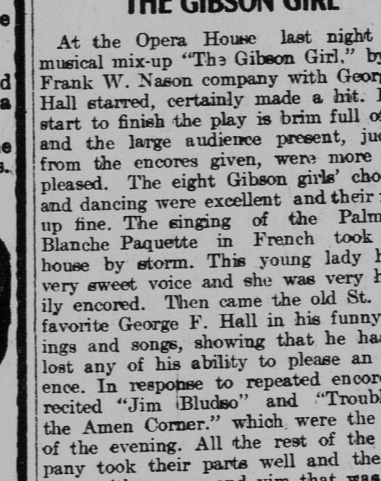 THE GIBSON GIRL
At the Opera House last night
musical mix-up "The Gibson Girl," by
Frank W. Nason company with Geor
Hall starred, certainly made a hit.
start to finish the play is brim full o
and the large audience present, ju
from the encores given, were more
pleased. The eight Gibson girls' cho
and dancing were excellent and their
up fine. The singing of the Palm
Blanche Paquette in French took
house by storm. This young lady h
very sweet voice and she was very h
ily encored. Then came the old St.
favorite George F. Hall in his funny
ings and songs, showing that he ha
lost any of his ability to please an
ence. In response to repeated encor
recited "Jim Bludso" and "Troubl
the Amen Corner." which were the
of the evening. All the rest of the
pany took their parts well and the